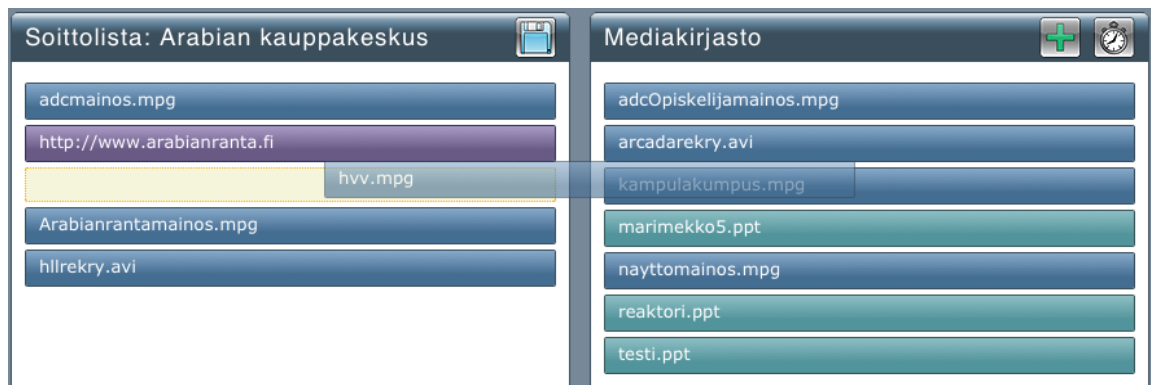 Soittolista: Arabian kauppakeskus
adcmainos.mpg
http://www.arabianranta.fi
hvv.mpg
Arabianrantamainos.mpg
hllrekry.avi
Mediakirjasto
adcOpiskelijamainos.mpg
arcadarekry.avi
kampulakumpus.mpg
marimekko5.ppt
nayttomainos.mpg
reaktori.ppt
testi.ppt